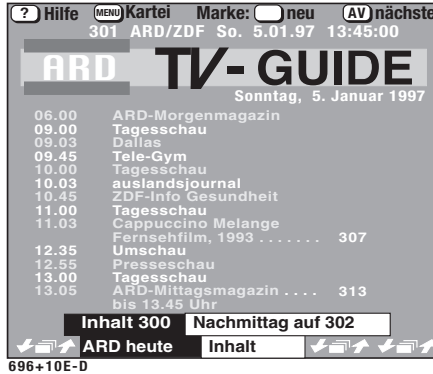 ? Hilfe MENU Kartei Marke: neu AV nächste
301 ARD/ZDF So. 5.01.97 13:45:00
ARD TV-GUIDE
Sonntag, 5. Januar 1997
06.00 ARD-Morgenmagazin
09.00 Tagesschau
09.03 Dallas
09.45 Tele-Gym
10.00 Tagesschau
10.03 auslandsjournal
10.45 ZDF-Info Gesundheit
11.00 Tagesschau
11.03 Cappuccino Melange
Fernsehfilm, 1993 ....... 307
12.35 Umschau
12.55 Presseschau
13.00 Tagesschau
13.05 ARD-Mittagsmagazin .... 313
bis 13.45 Uhr
Inhalt 300 Nachmittag auf 302
ARD heute Inhalt
696+10E-D